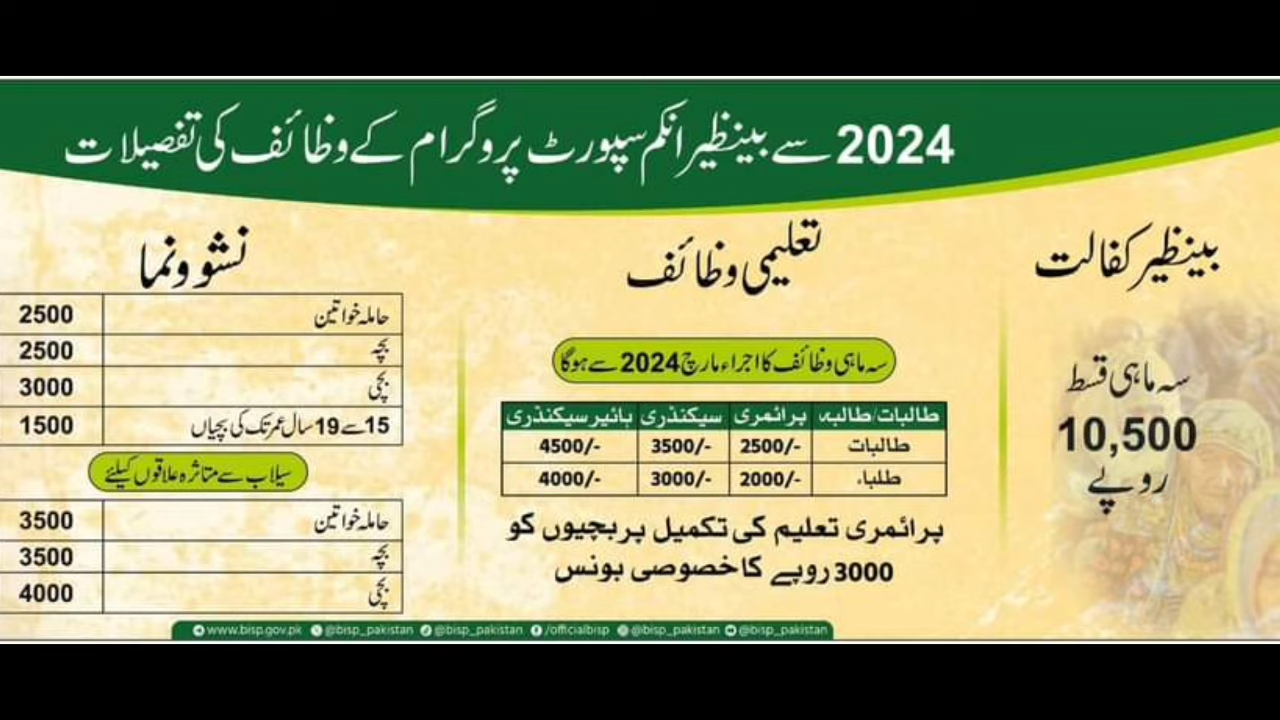 2024 سے بینظیر انکم سپورٹ پروگرام کے وظائف کی تفصیلات
بینظیر کفالت
سہ ماہی قسط
10,500
روپے
تعلیمی وظائف
سہ ماہی وظائف کا اجراء مارچ 2024 سے ہوگا
طالبات/طالبہ پرائمری سیکنڈری ہائیر سیکنڈری
طالبات 2500/- 3500/- 4500/-
طلباء 2000/- 3000/- 4000/-
پرائمری تعلیم کی تکمیل پر بچیوں کو
3000 روپے کا خصوصی بونس
نشوونما
حاملہ خواتین 2500
بچہ 2500
بچی 3000
15 سے 19 سال عمر تک کی بچیاں 1500
سیلاب سے متاثرہ علاقوں کیلئے
حاملہ خواتین 3500
بچہ 3500
بچی 4000
www.bisp.gov.pk @bisp_pakistan @bisp_pakistan /officialbisp @bisp_pakistan @bisp_pakistan